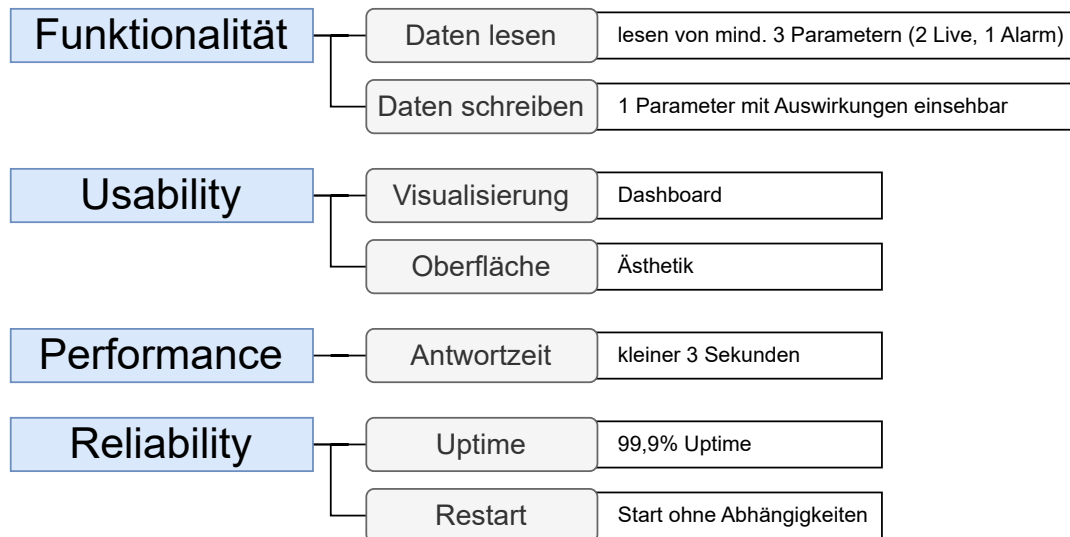 Funktionalität
Daten lesen
lesen von mind. 3 Parametern (2 Live, 1 Alarm)
Daten schreiben
1 Parameter mit Auswirkungen einsehbar
Usability
Visualisierung
Dashboard
Oberfläche
Ästhetik
Performance
Antwortzeit
kleiner 3 Sekunden
Reliability
Uptime
99,9% Uptime
Restart
Start ohne Abhängigkeiten